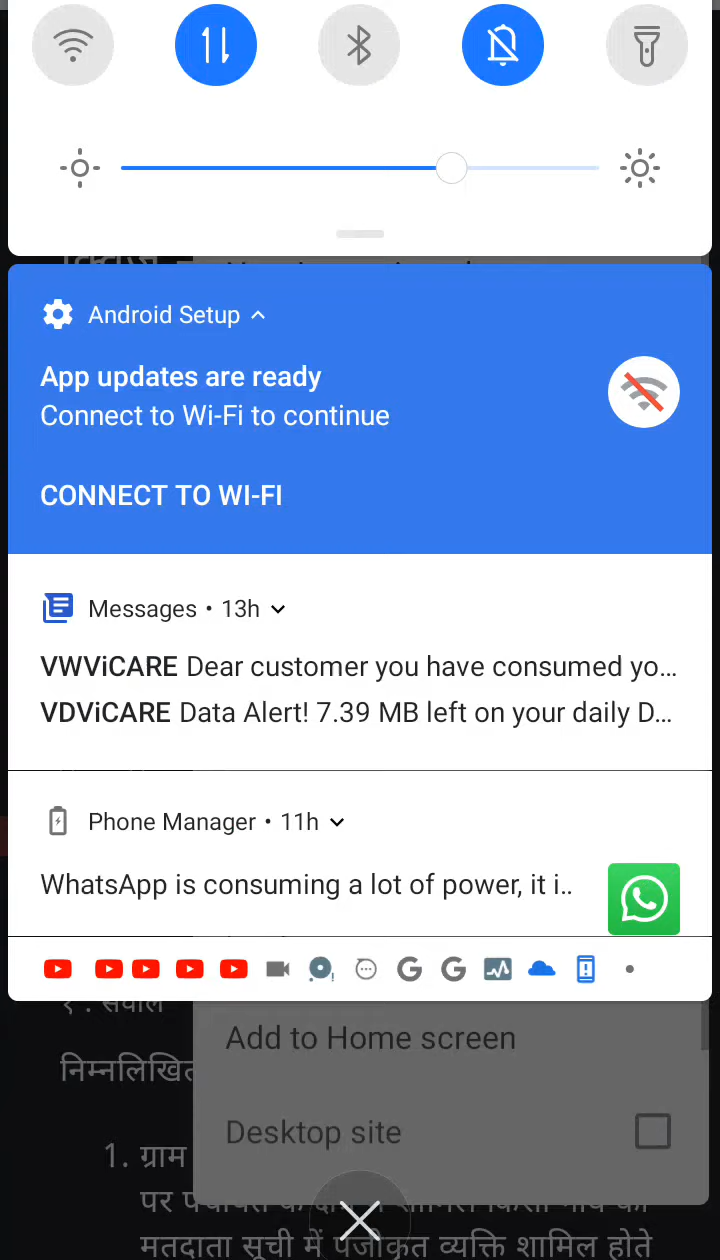 Android Setup
App updates are ready
Connect to Wi-Fi to continue
CONNECT TO WI-FI
Messages • 13h
VWViCARE Dear customer you have consumed yo...
VDViCARE Data Alert! 7.39 MB left on your daily D...
Phone Manager • 11h
WhatsApp is consuming a lot of power, it i..
Add to Home screen
निम्नलिखित
Desktop site
1. ग्राम
मतदाता सूची में पंजीकृत व्यक्ति शामिल होते